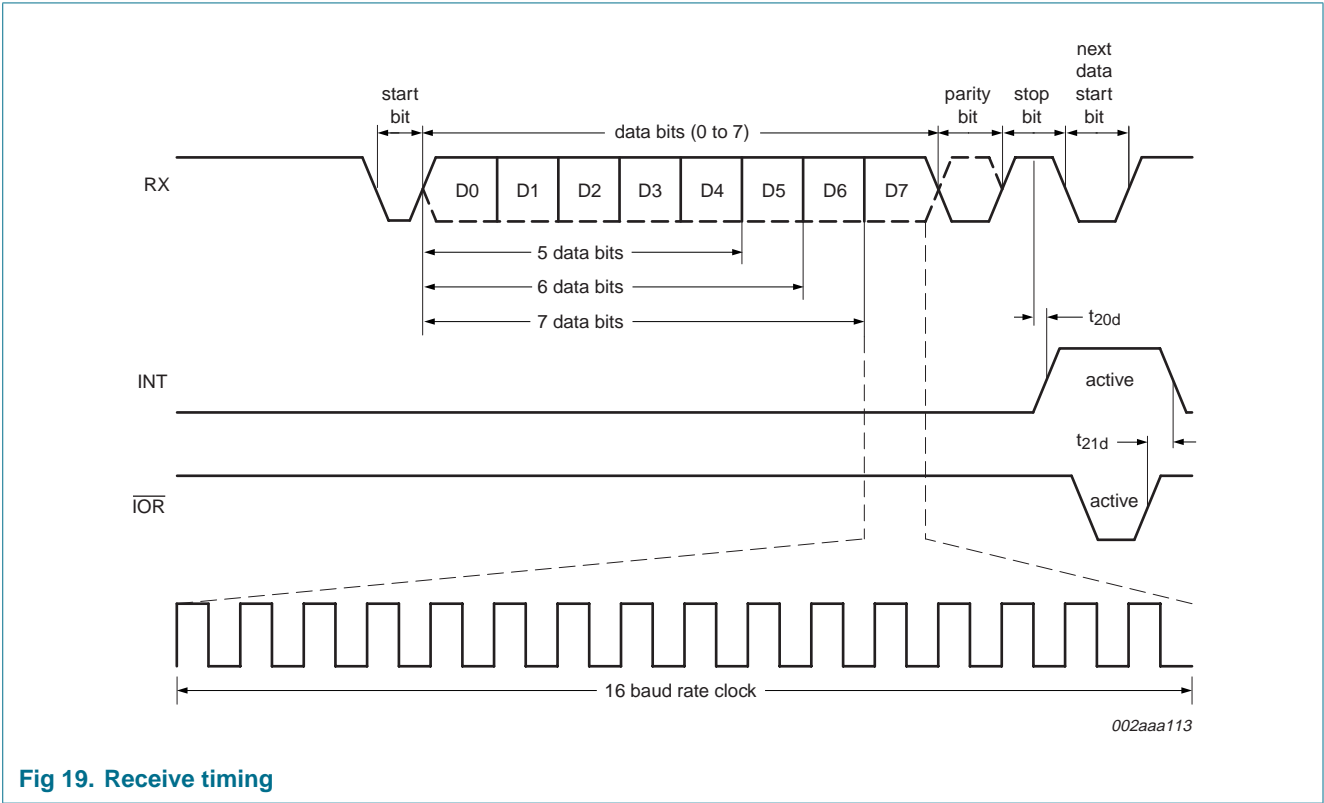 start
bit
data bits (0 to 7)
parity
bit
stop
bit
next
data
start
bit
RX
D0 D1 D2 D3 D4 D5 D6 D7
5 data bits
6 data bits
7 data bits
t20d
INT
active
t21d
IOR
active
16 baud rate clock
002aaa113
Fig 19. Receive timing